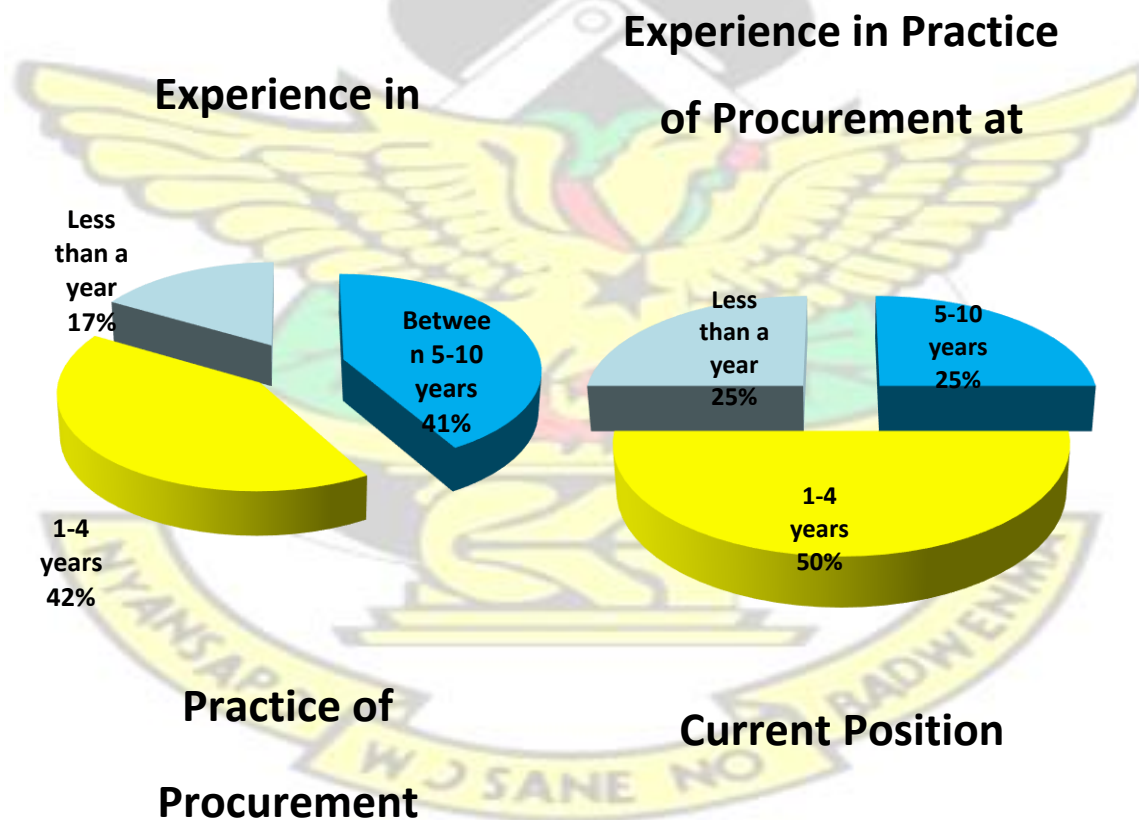 Experience in
Less
than a
year
17%
Betwee
n 5-10
years
41%
1-4
years
42%
Practice of
Procurement
Experience in Practice
of Procurement at
Less
than a
year
25%
5-10
years
25%
1-4
years
50%
Current Position
W Ɔ SANE NO
BADWENMA